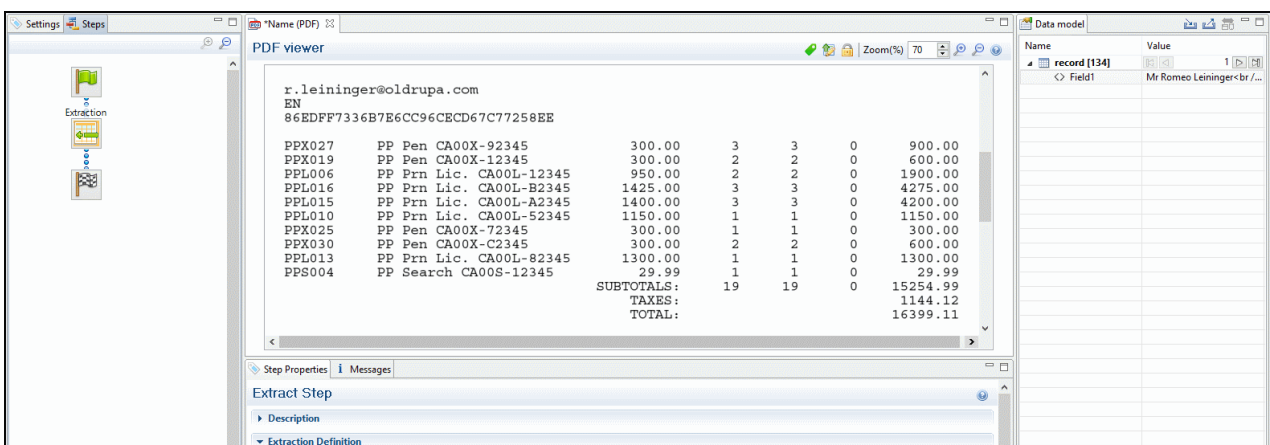 Settings Steps
Extraction
*Name (PDF)
PDF viewer
Zoom(%) 70
r.leininger@oldrupa.com
EN
86EDFF7336B7E6CC96CECD67C77258EE
PPX027 PP Pen CA00X-92345 300.00 3 3 0 900.00
PPX019 PP Pen CA00X-12345 300.00 2 2 0 600.00
PPL006 PP Prn Lic. CA00L-12345 950.00 2 2 0 1900.00
PPL016 PP Prn Lic. CA00L-B2345 1425.00 3 3 0 4275.00
PPL015 PP Prn Lic. CA00L-A2345 1400.00 3 3 0 4200.00
PPL010 PP Prn Lic. CA00L-52345 1150.00 1 1 0 1150.00
PPX025 PP Pen CA00X-72345 300.00 1 1 0 300.00
PPX030 PP Pen CA00X-C2345 300.00 2 2 0 600.00
PPL013 PP Prn Lic. CA00L-82345 1300.00 1 1 0 1300.00
PPS004 PP Search CA00S-12345 29.99 1 1 0 29.99
SUBTOTALS: 19 19 0 15254.99
TAXES: 1144.12
TOTAL: 16399.11
Step Properties Messages
Extract Step
Description
Extraction Definition
Data model
Name Value
record [134] 1
Field1 Mr Romeo Leininger<br /...